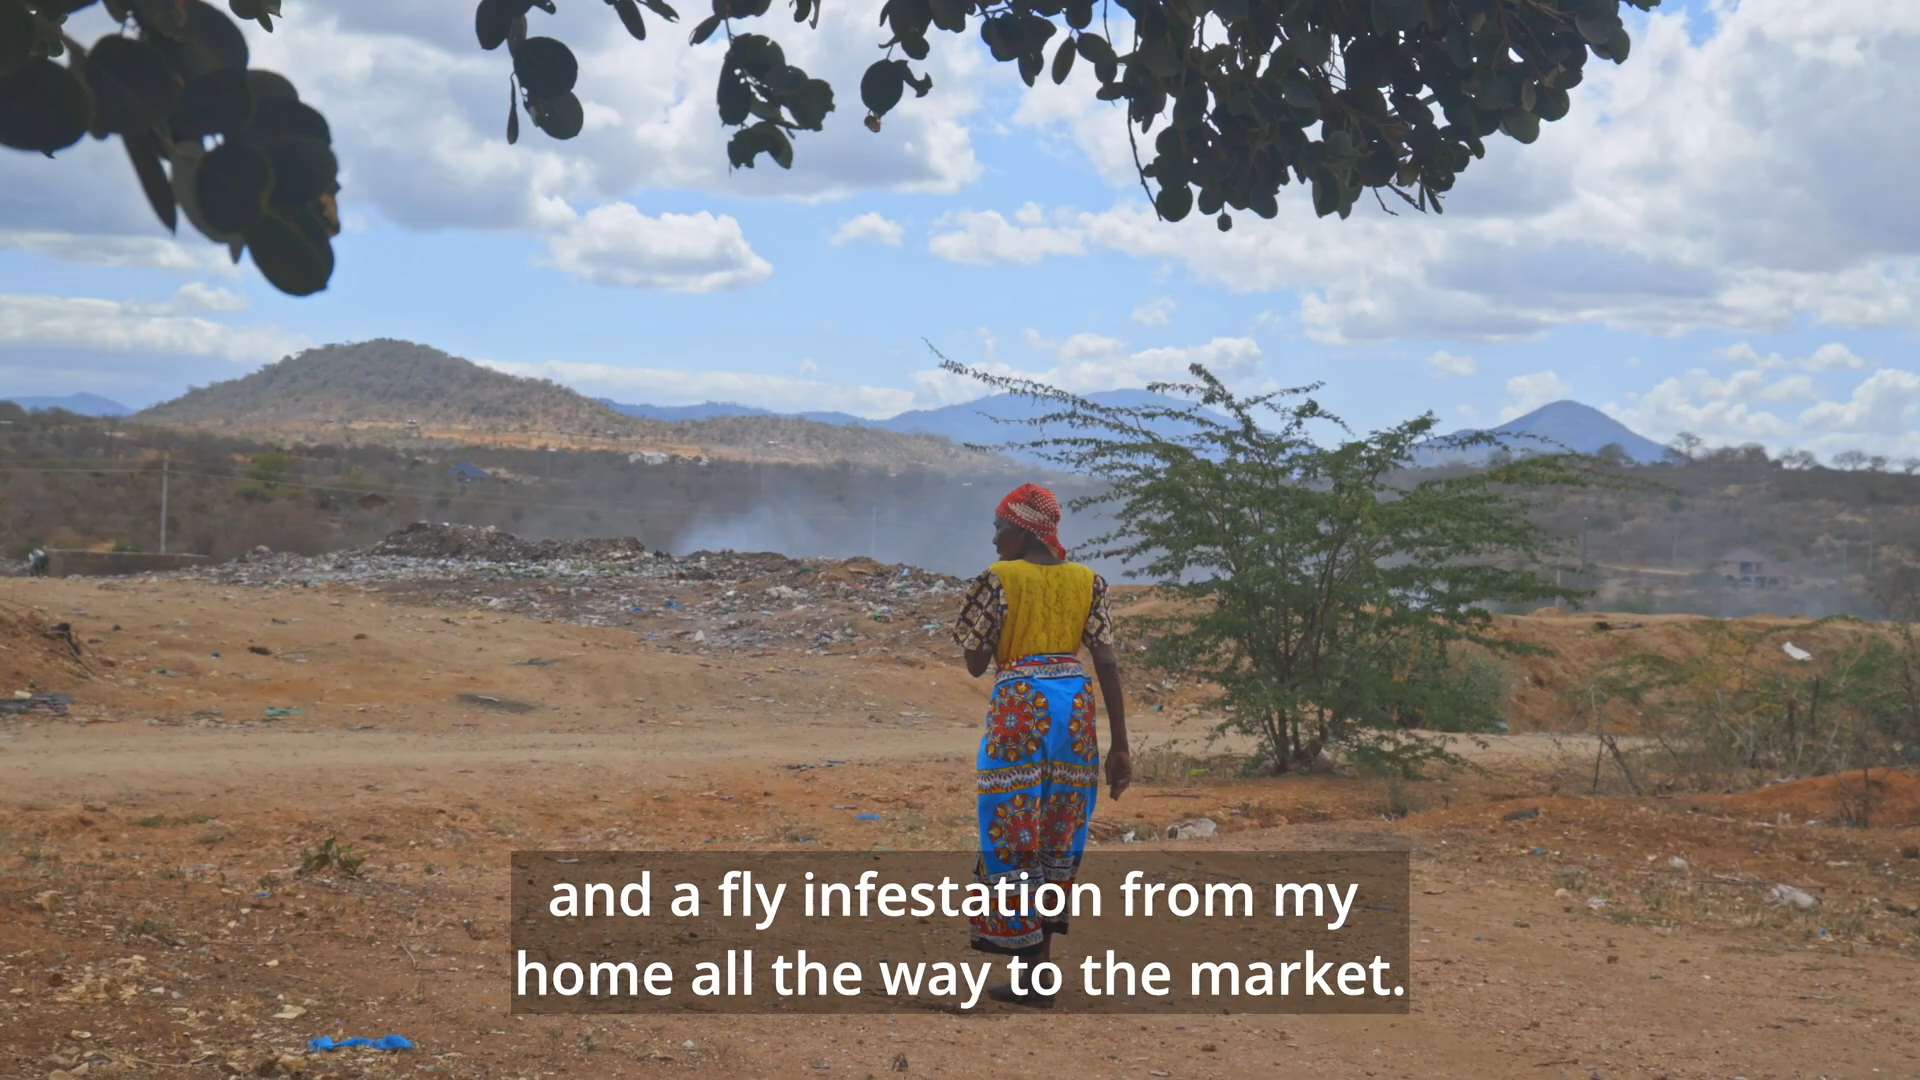 and a fly infestation from my
home all the way to the market.